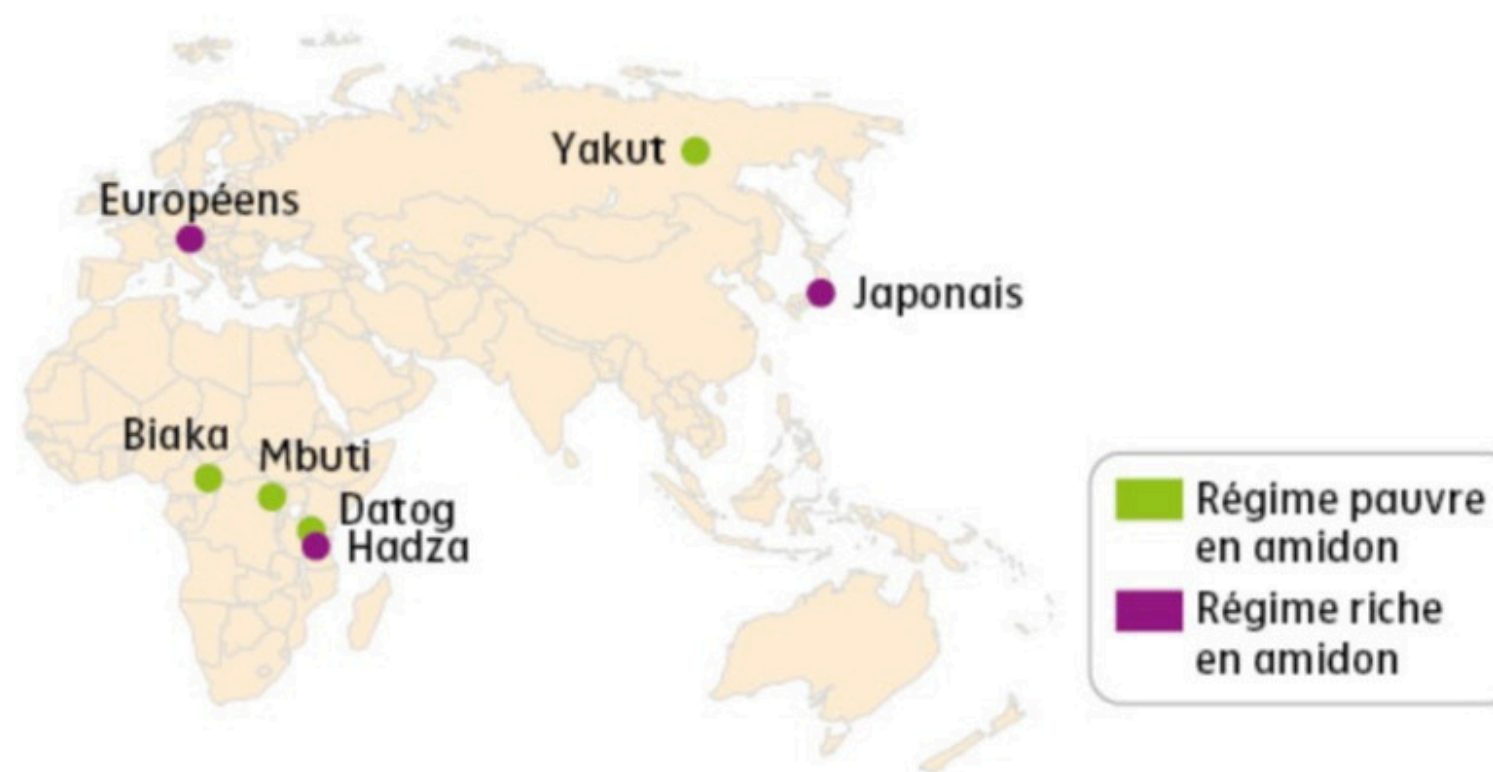 Yakut
Européens
Japonais
Biaka
Mbuti
Datog
Hadza
Régime pauvre
en amidon
Régime riche
en amidon